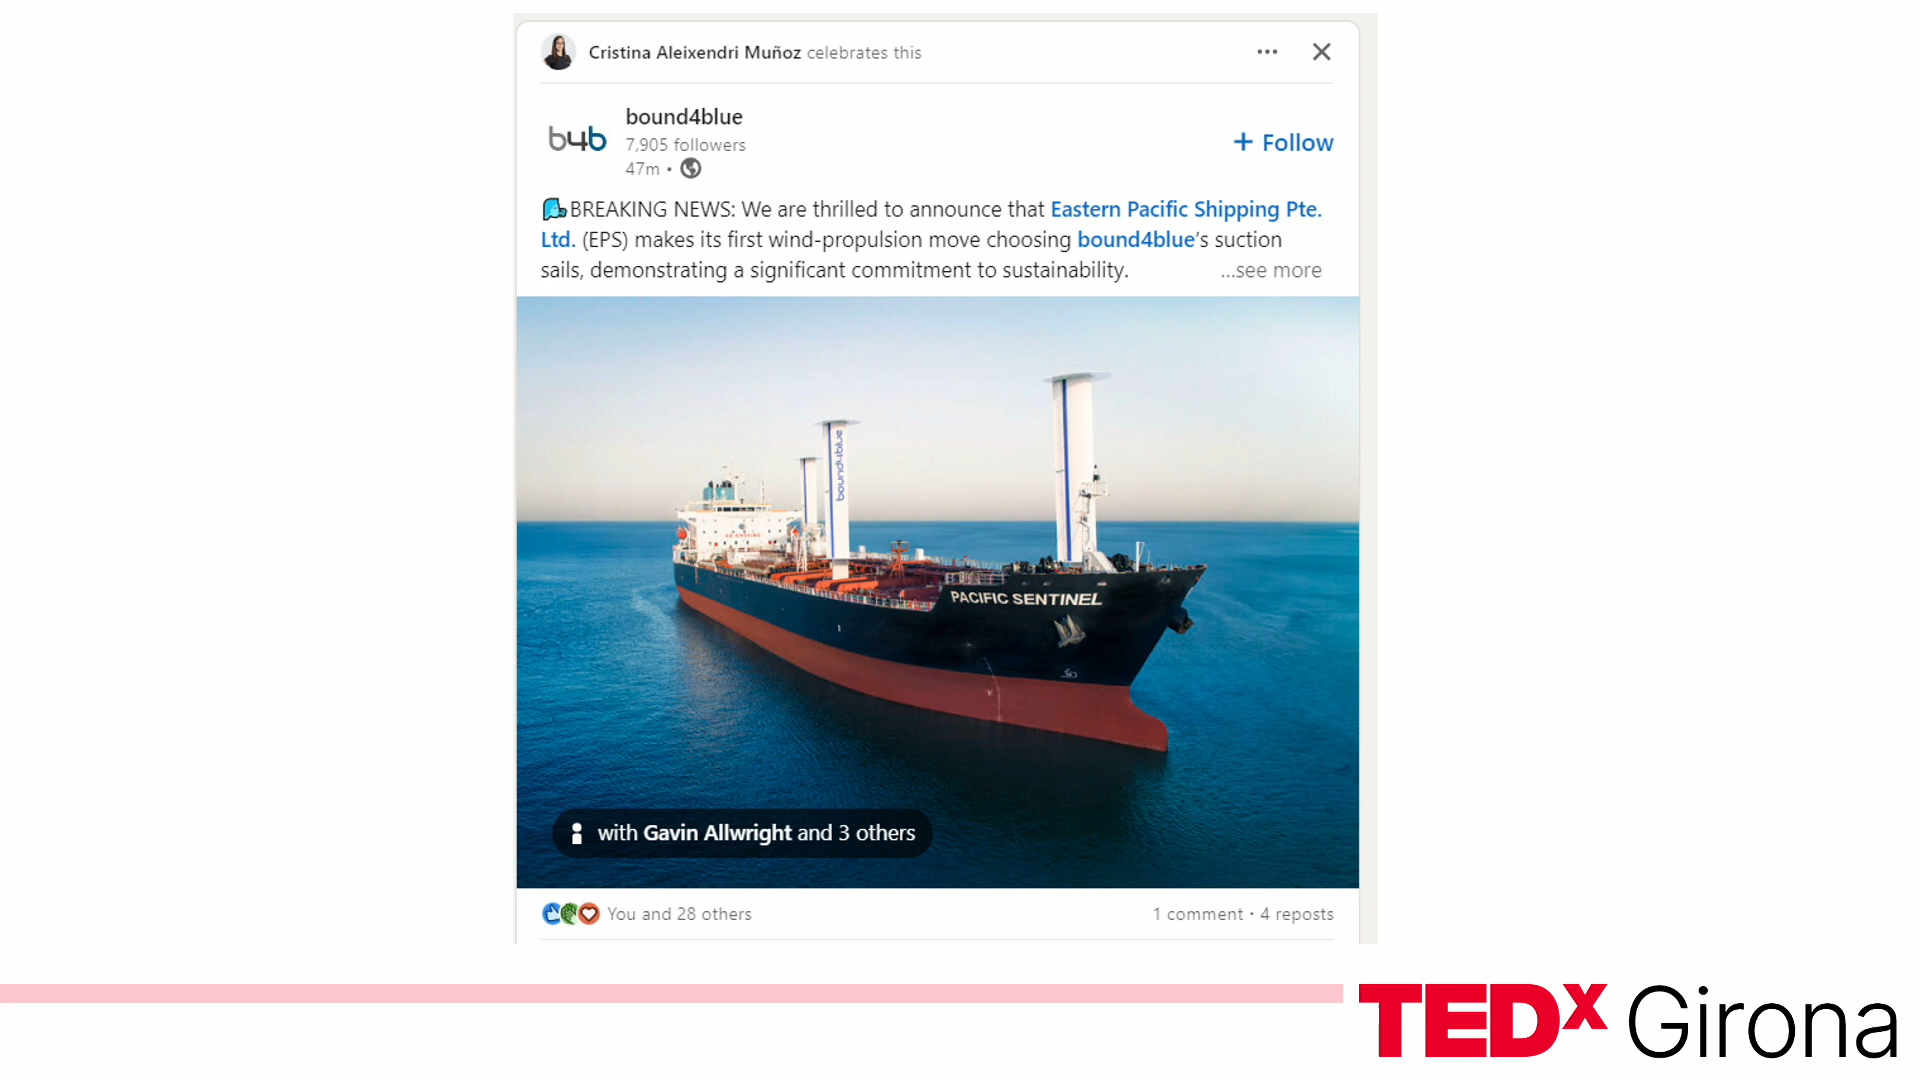 Cristina Aleixendri Muñoz celebrates this
b4b
bound4blue
7,905 followers
47m •
+ Follow
BREAKING NEWS: We are thrilled to announce that Eastern Pacific Shipping Pte.
Ltd. (EPS) makes its first wind-propulsion move choosing bound4blue's suction
sails, demonstrating a significant commitment to sustainability.
...see more
bound4blue
NO SMOKING
PACIFIC SENTINEL
with Gavin Allwright and 3 others
You and 28 others
1 comment • 4 reposts
TEDx Girona